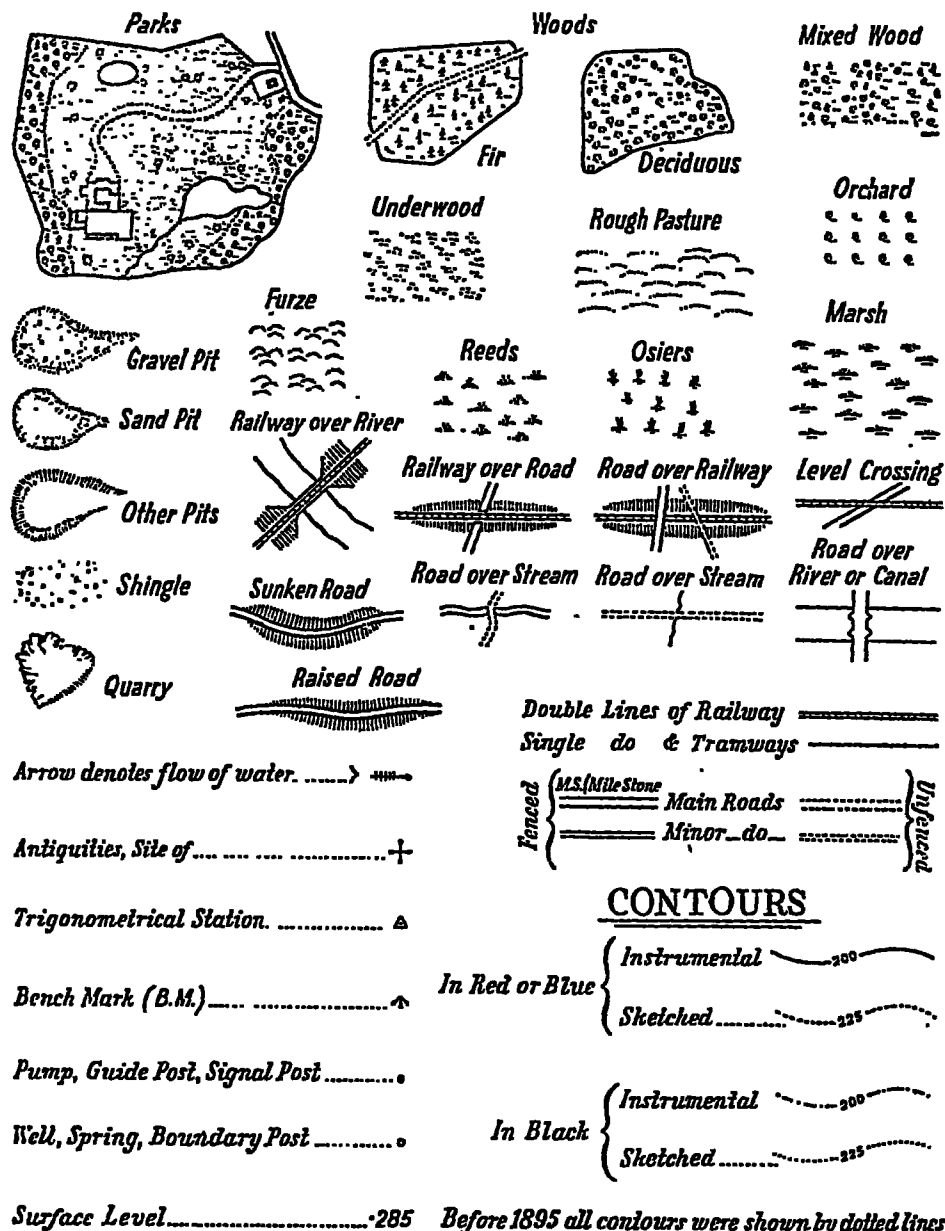 Parks
Woods
Mixed Wood
Fir
Deciduous
Underwood
Rough Pasture
Orchard
Furze
Marsh
Gravel Pit
Reeds
Osiers
Sand Pit
Railway over River
Railway over Road
Road over Railway
Level Crossing
Other Pits
Shingle
Sunken Road
Road over Stream
Road over Stream
Road over
River or Canal
Quarry
Raised Road
Double Lines of Railway
Single do & Tramways
Arrow denotes flow of water.
Fenced
M.S.(Mile Stone
Main Roads
Minor do
Unfenced
Antiquities, Site of
Trigonometrical Station.
Bench Mark (B.M.)
Pump, Guide Post, Signal Post
Well, Spring, Boundary Post
Surface Level ·285
CONTOURS
In Red or Blue
Instrumental 200
Sketched 225
In Black
Instrumental 200
Sketched 225
Before 1895 all contours were shown by dotted lines